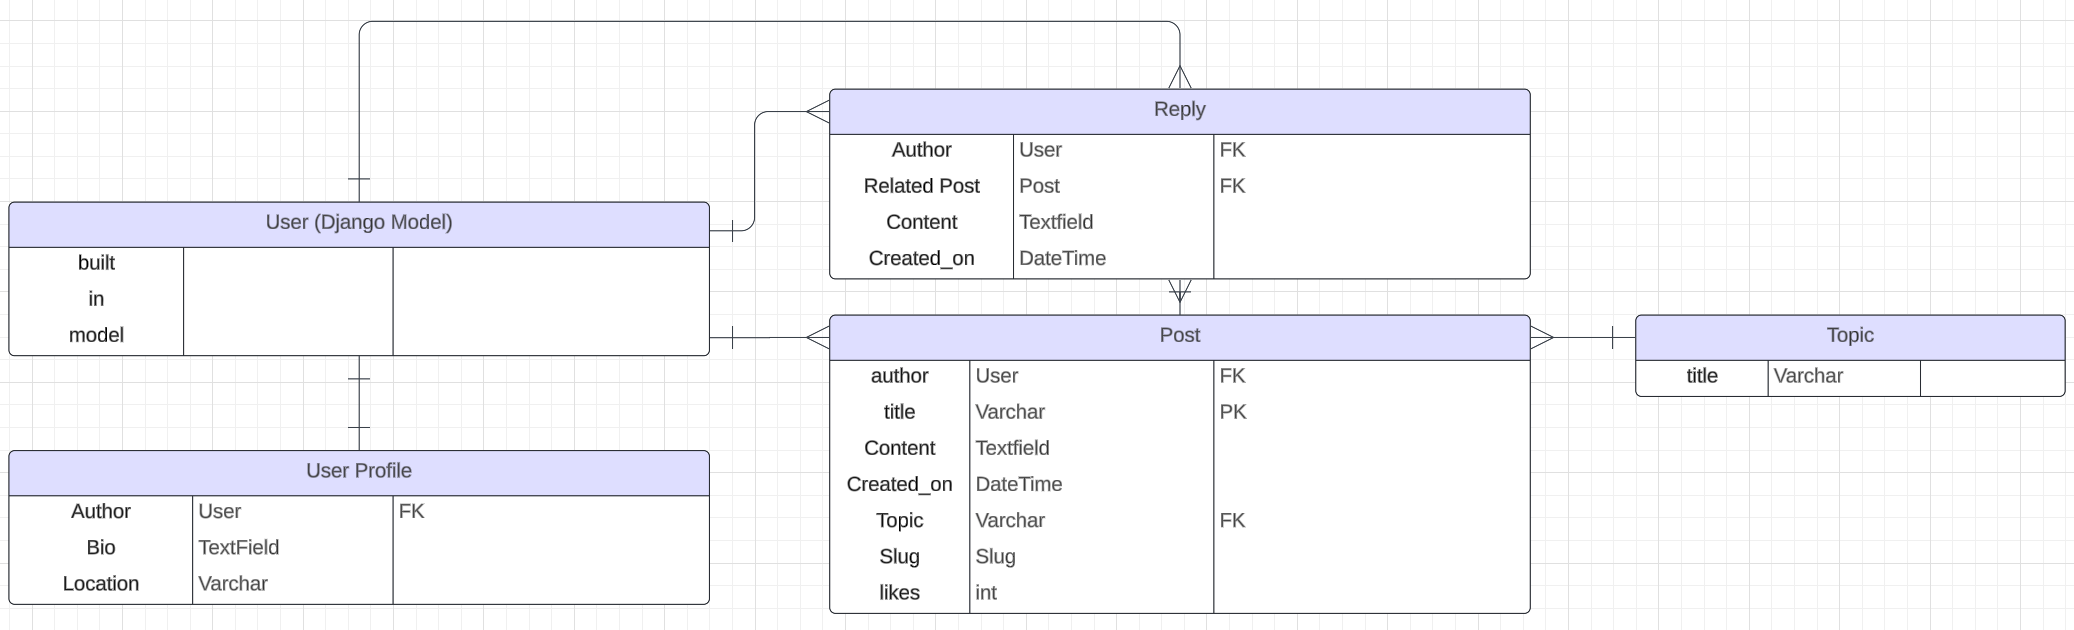 Reply
Author User FK
Related Post Post FK
Content Textfield
Created_on DateTime
User (Django Model)
built
in
model
Post
author User FK
title Varchar PK
Content Textfield
Created_on DateTime
Topic Varchar FK
Slug Slug
likes int
Topic
title Varchar
User Profile
Author User FK
Bio TextField
Location Varchar